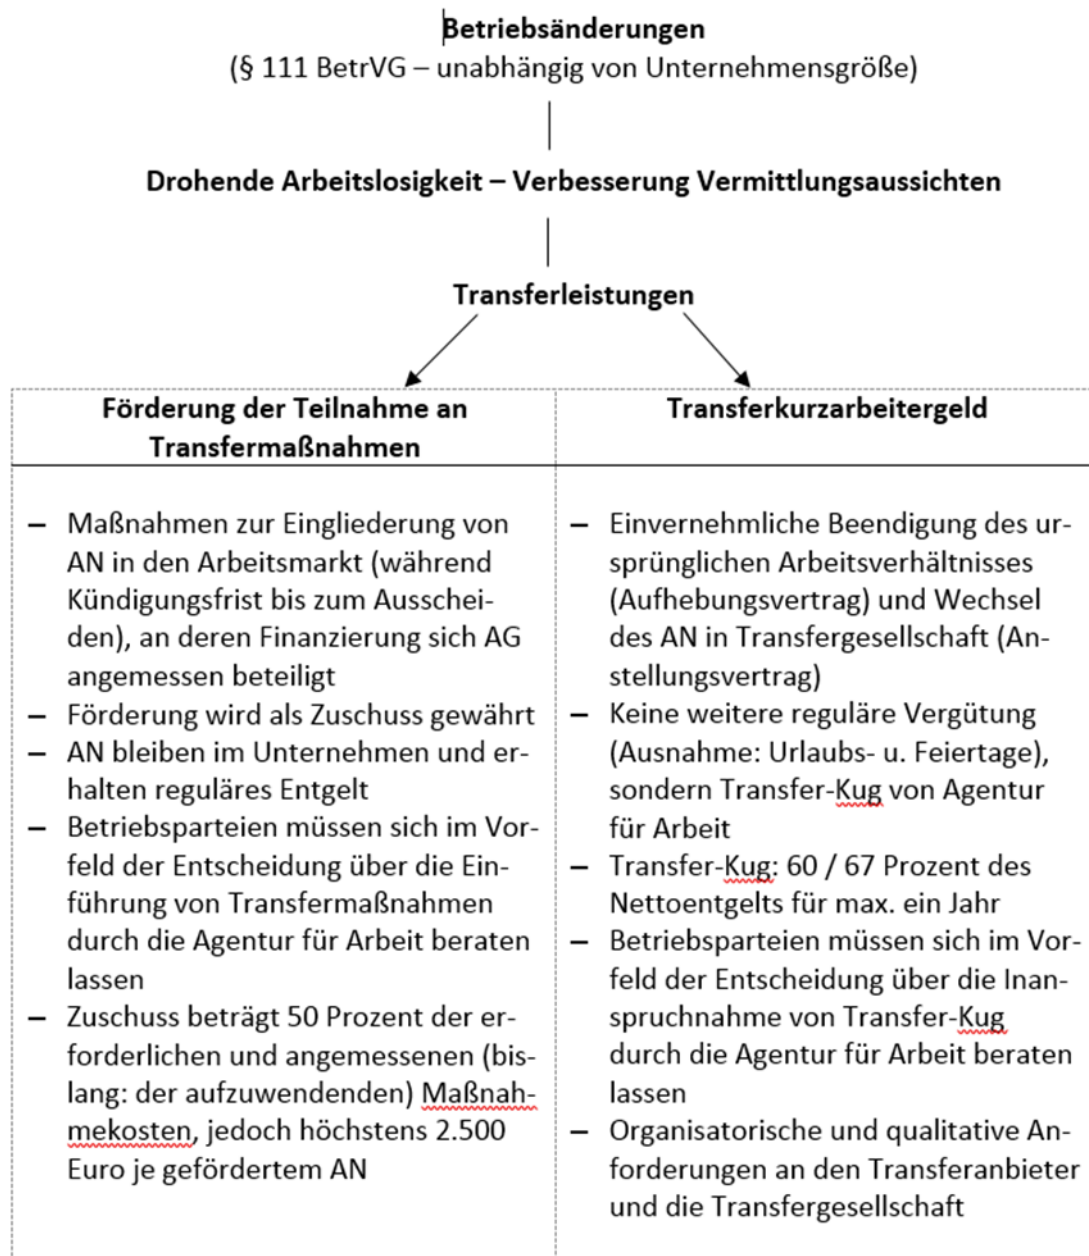 Betriebsänderungen
(§ 111 BetrVG – unabhängig von Unternehmensgröße)
Drohende Arbeitslosigkeit – Verbesserung Vermittlungsaussichten
Transferleistungen
Förderung der Teilnahme an
Transfermaßnahmen
– Maßnahmen zur Eingliederung von
AN in den Arbeitsmarkt (während
Kündigungsfrist bis zum Ausschei-
den), an deren Finanzierung sich AG
angemessen beteiligt
– Förderung wird als Zuschuss gewährt
– AN bleiben im Unternehmen und er-
halten reguläres Entgelt
– Betriebsparteien müssen sich im Vor-
feld der Entscheidung über die Ein-
führung von Transfermaßnahmen
durch die Agentur für Arbeit beraten
lassen
– Zuschuss beträgt 50 Prozent der er-
forderlichen und angemessenen (bis-
lang: der aufzuwendenden) Maßnah-
mekosten, jedoch höchstens 2.500
Euro je gefördertem AN
Transferkurzarbeitergeld
– Einvernehmliche Beendigung des ur-
sprünglichen Arbeitsverhältnisses
(Aufhebungsvertrag) und Wechsel
des AN in Transfergesellschaft (An-
stellungsvertrag)
– Keine weitere reguläre Vergütung
(Ausnahme: Urlaubs- u. Feiertage),
sondern Transfer-Kug von Agentur
für Arbeit
– Transfer-Kug: 60 / 67 Prozent des
Nettoentgelts für max. ein Jahr
– Betriebsparteien müssen sich im Vor-
feld der Entscheidung über die Inan-
spruchnahme von Transfer-Kug
durch die Agentur für Arbeit beraten
lassen
– Organisatorische und qualitative An-
forderungen an den Transferanbieter
und die Transfergesellschaft